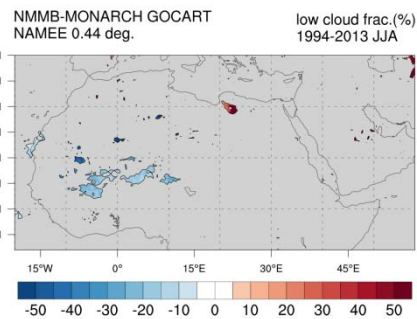 NMMB-MONARCH GOCART
NAMEE 0.44 deg.
low cloud frac.(%)
1994-2013 JJA
15°W 0° 15°E 30°E 45°E
-50 -40 -30 -20 -10 0 10 20 30 40 50